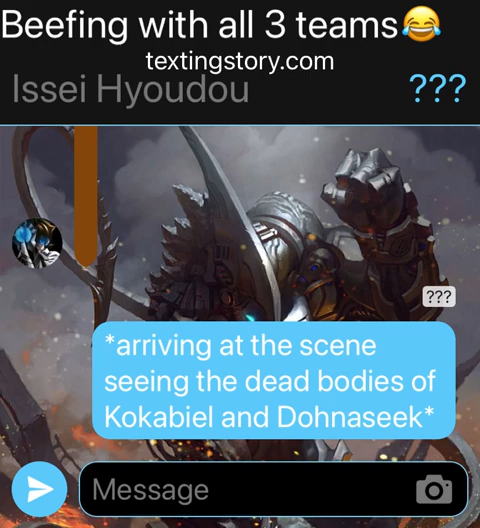 Beefing with all 3 teams😂
textingstory.com
Issei Hyoudou ???
???
*arriving at the scene
seeing the dead bodies of
Kokabiel and Dohnaseek*
Message